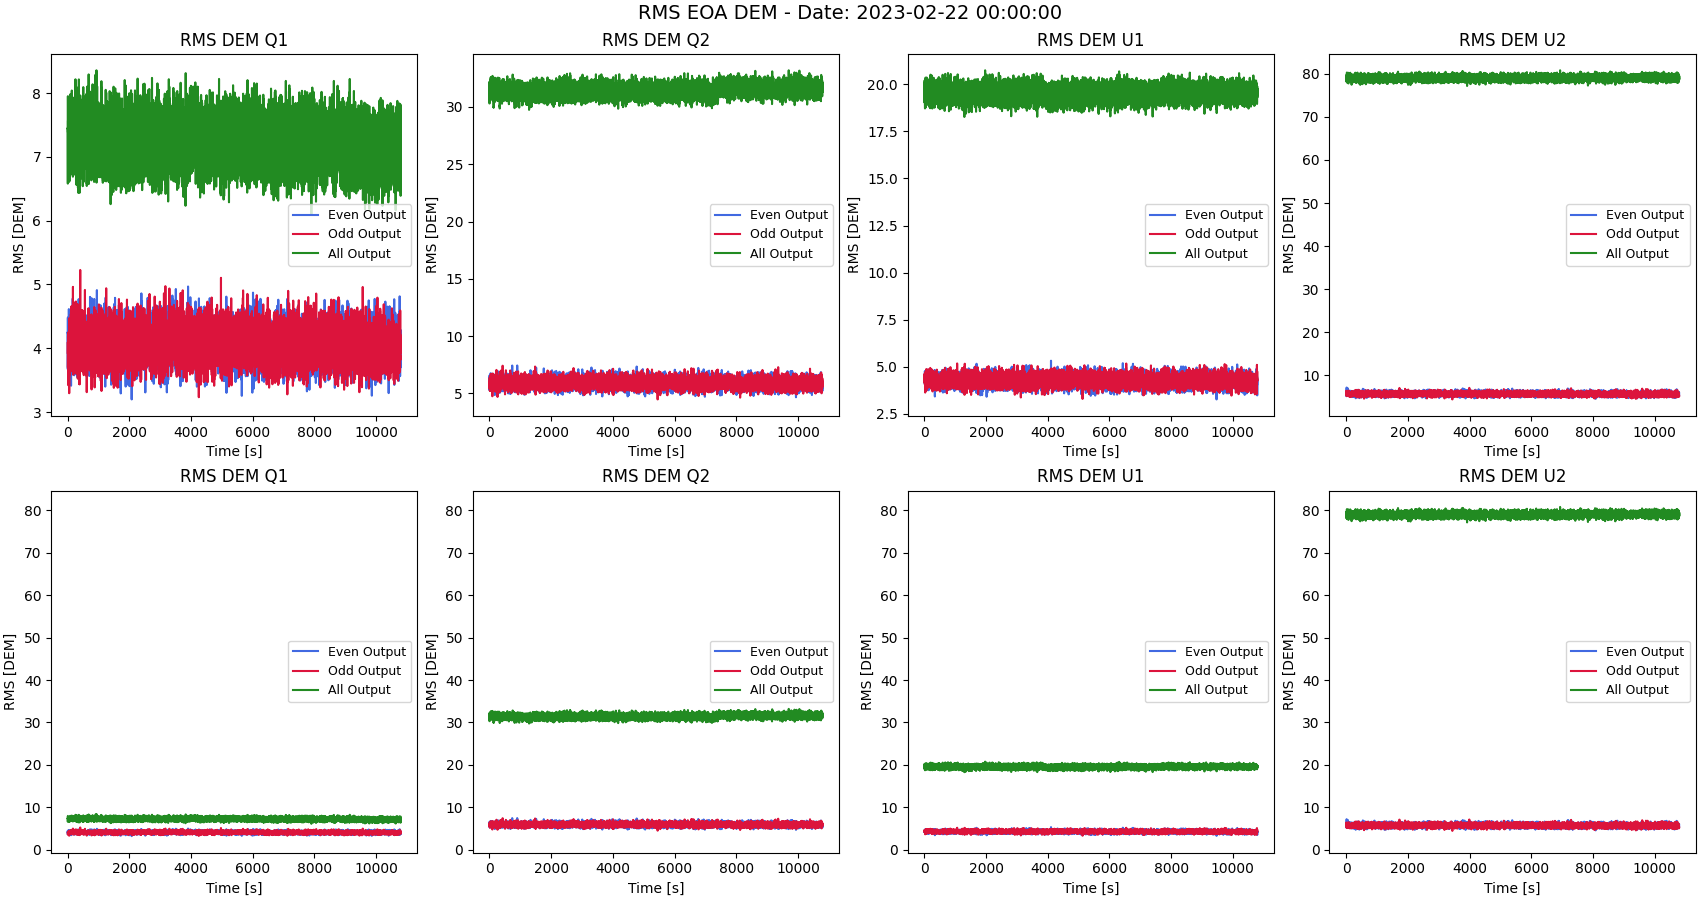 RMS EOA DEM - Date: 2023-02-22 00:00:00
RMS DEM Q1
RMS [DEM]
8
7
6
5
4
3
0 2000 4000 6000 8000 10000
Time [s]
Even Output
Odd Output
All Output
RMS DEM Q2
RMS [DEM]
30
25
20
15
10
5
0 2000 4000 6000 8000 10000
Time [s]
Even Output
Odd Output
All Output
RMS DEM U1
RMS [DEM]
20.0
17.5
15.0
12.5
10.0
7.5
5.0
2.5
0 2000 4000 6000 8000 10000
Time [s]
Even Output
Odd Output
All Output
RMS DEM U2
RMS [DEM]
80
70
60
50
40
30
20
10
0 2000 4000 6000 8000 10000
Time [s]
Even Output
Odd Output
All Output
RMS DEM Q1
RMS [DEM]
80
70
60
50
40
30
20
10
0
0 2000 4000 6000 8000 10000
Time [s]
Even Output
Odd Output
All Output
RMS DEM Q2
RMS [DEM]
80
70
60
50
40
30
20
10
0
0 2000 4000 6000 8000 10000
Time [s]
Even Output
Odd Output
All Output
RMS DEM U1
RMS [DEM]
80
70
60
50
40
30
20
10
0
0 2000 4000 6000 8000 10000
Time [s]
Even Output
Odd Output
All Output
RMS DEM U2
RMS [DEM]
80
70
60
50
40
30
20
10
0
0 2000 4000 6000 8000 10000
Time [s]
Even Output
Odd Output
All Output